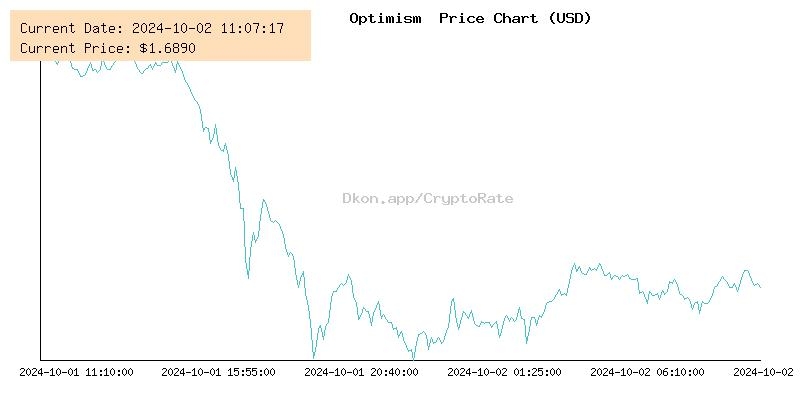 Optimism Price Chart (USD)
Current Date: 2024-10-02 11:07:17
Current Price: $1.6890
Dkon.app/CryptoRate
2024-10-01 11:10:00 2024-10-01 15:55:00 2024-10-01 20:40:00 2024-10-02 01:25:00 2024-10-02 06:10:00 2024-10-02